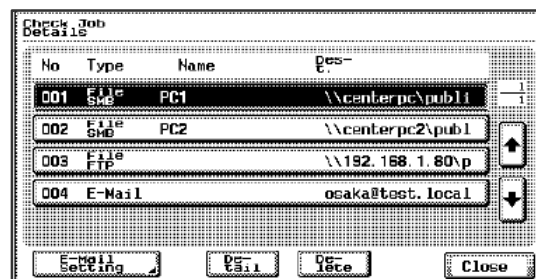 Check Job
Details
No Type Name Des-
t.
1
1
001 File
SMB PC1 \\centerpc\publi
002 File
SMB PC2 \\centerpc2\publ
003 File
FTP \\192.168.1.80\p
004 E-Mail osaka@test.local
E-Mail
Setting
De-
tail
De-
lete
Close